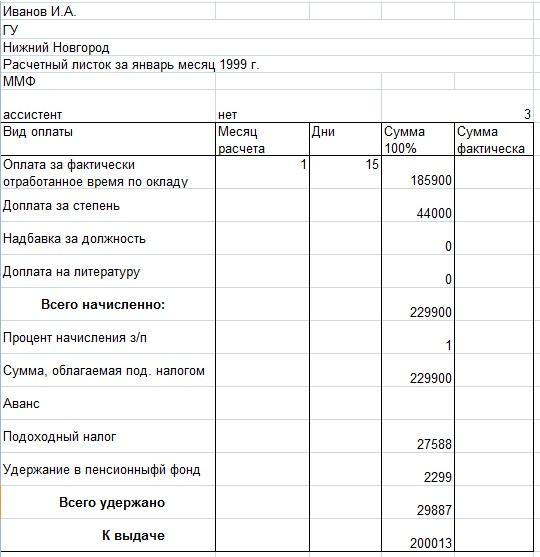 Иванов И.А.
ГУ
Нижний Новгород
Расчетный листок за январь месяц 1999 г.
ММФ
ассистент нет 3
Вид оплаты Месяц расчета Дни Сумма 100% Сумма фактическа
Оплата за фактически отработанное время по окладу 1 15 185900
Доплата за степень 44000
Надбавка за должность 0
Доплата на литературу 0
Всего начисленно: 229900
Процент начисления з/п 1
Сумма, облагаемая под. налогом 229900
Аванс
Подоходный налог 27588
Удержание в пенсионныфй фонд 2299
Всего удержано 29887
К выдаче 200013